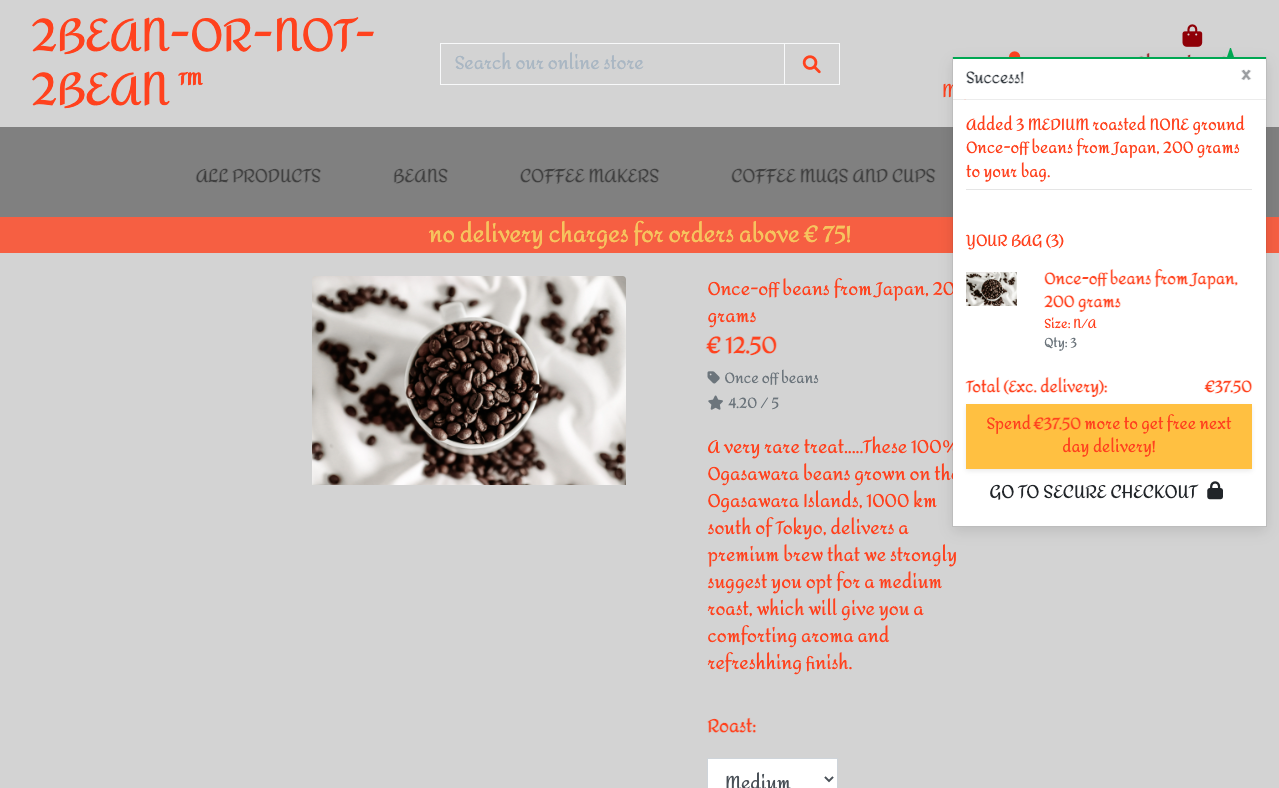 2BEAN-OR-NOT-
2BEAN ™
Search our online store
ALL PRODUCTS
BEANS
COFFEE MAKERS
COFFEE MUGS AND CUPS
no delivery charges for orders above € 75!
Success!
×
Added 3 MEDIUM roasted NONE ground
Once-off beans from Japan, 200 grams
to your bag.
YOUR BAG (3)
Once-off beans from Japan,
200 grams
Size: N/A
Qty: 3
Total (Exc. delivery): €37.50
Spend €37.50 more to get free next
day delivery!
GO TO SECURE CHECKOUT
Once-off beans from Japan, 20
grams
€ 12.50
Once off beans
4.20 / 5
A very rare treat.....These 100%
Ogasawara beans grown on the
Ogasawara Islands, 1000 km
south of Tokyo, delivers a
premium brew that we strongly
suggest you opt for a medium
roast, which will give you a
comforting aroma and
refreshhing finish.
Roast:
Medium